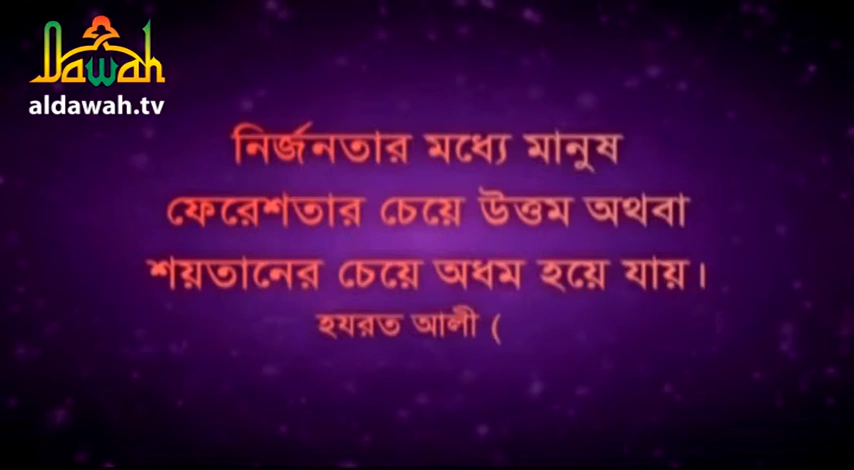 Dawah
aldawah.tv
নির্জনতার মধ্যে মানুষ
ফেরেশতার চেয়ে উত্তম অথবা
শয়তানের চেয়ে অধম হয়ে যায়।
হযরত আলী (